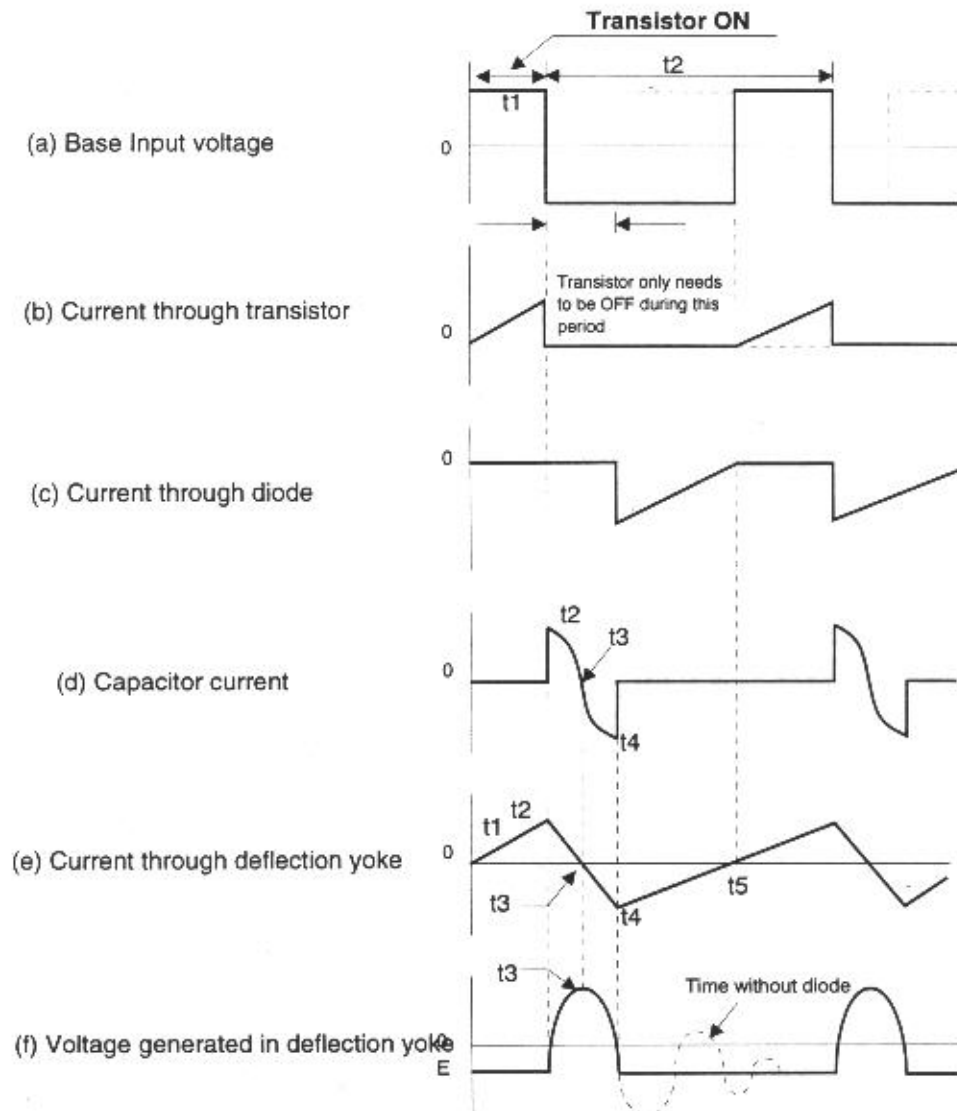 Transistor ON
t1
t2
(a) Base Input voltage
0
Transistor only needs
to be OFF during this
period
(b) Current through transistor
0
0
(c) Current through diode
t2
t3
0
(d) Capacitor current
t4
t1
t2
0
(e) Current through deflection yoke
t3
t4
t5
t3
Time without diode
(f) Voltage generated in deflection yoke
0
E